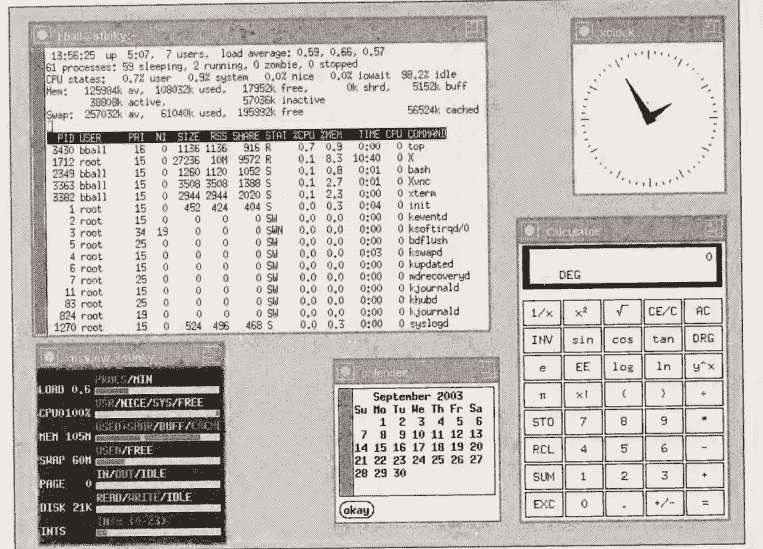 bball@stinky:~
13:56:25 up 5:07, 7 users, load average: 0.59, 0.66, 0.57
61 processes: 59 sleeping, 2 running, 0 zombie, 0 stopped
CPU states: 0.7% user 0.9% system 0.0% nice 0.0% iowait 98.2% idle
Mem: 125984k av, 108032k used, 17952k free, 0k shrd, 5152k buff
38808k active, 57036k inactive
Swap: 257032k av, 61040k used, 195992k free 56524k cached
PID USER PRI NI SIZE RSS SHARE STAT %CPU %MEM TIME CPU COMMAND
3430 bball 16 0 1136 1136 916 R 0.7 0.9 0:00 0 top
1712 root 15 0 27236 10M 9572 R 0.1 8.3 10:40 0 X
2349 bball 15 0 1260 1120 1052 S 0.1 0.8 0:01 0 bash
3363 bball 15 0 3508 3508 1388 S 0.1 2.7 0:01 0 Xvnc
3382 bball 15 0 2944 2944 2020 S 0.1 2.3 0:00 0 xterm
1 root 15 0 452 424 404 S 0.0 0.3 0:04 0 init
2 root 15 0 0 0 0 SW 0.0 0.0 0:00 0 keventd
3 root 34 19 0 0 0 SWN 0.0 0.0 0:00 0 ksoftirqd/0
5 root 25 0 0 0 0 SW 0.0 0.0 0:00 0 bdflush
4 root 15 0 0 0 0 SW 0.0 0.0 0:03 0 kswapd
6 root 15 0 0 0 0 SW 0.0 0.0 0:00 0 kupdated
7 root 25 0 0 0 0 SW 0.0 0.0 0:00 0 mdrecoveryd
11 root 15 0 0 0 0 SW 0.0 0.0 0:00 0 kjournald
83 root 25 0 0 0 0 SW 0.0 0.0 0:00 0 khubd
824 root 19 0 0 0 0 SW 0.0 0.0 0:00 0 kjournald
1270 root 15 0 524 496 468 S 0.0 0.3 0:00 0 syslogd
xclock
Calculator
0
DEG
1/x x² √ CE/C AC
INV sin cos tan DRG
e EE log ln y^x
π x! ( ) ÷
STO 7 8 9 *
RCL 4 5 6 -
SUM 1 2 3 +
EXC 0 . +/- =
@stinky
PROCS/MIN
LOAD 0.6
USR/NICE/SYS/FREE
CPU0100%
USED+SHAR/BUFF/CACHE
MEM 105M
USED/FREE
SWAP 60M
IN/OUT/IDLE
PAGE 0
READ/WRITE/IDLE
DISK 21K
INTS
calender
September 2003
Su Mo Tu We Th Fr Sa
1 2 3 4 5 6
7 8 9 10 11 12 13
14 15 16 17 18 19 20
21 22 23 24 25 26 27
28 29 30
okay